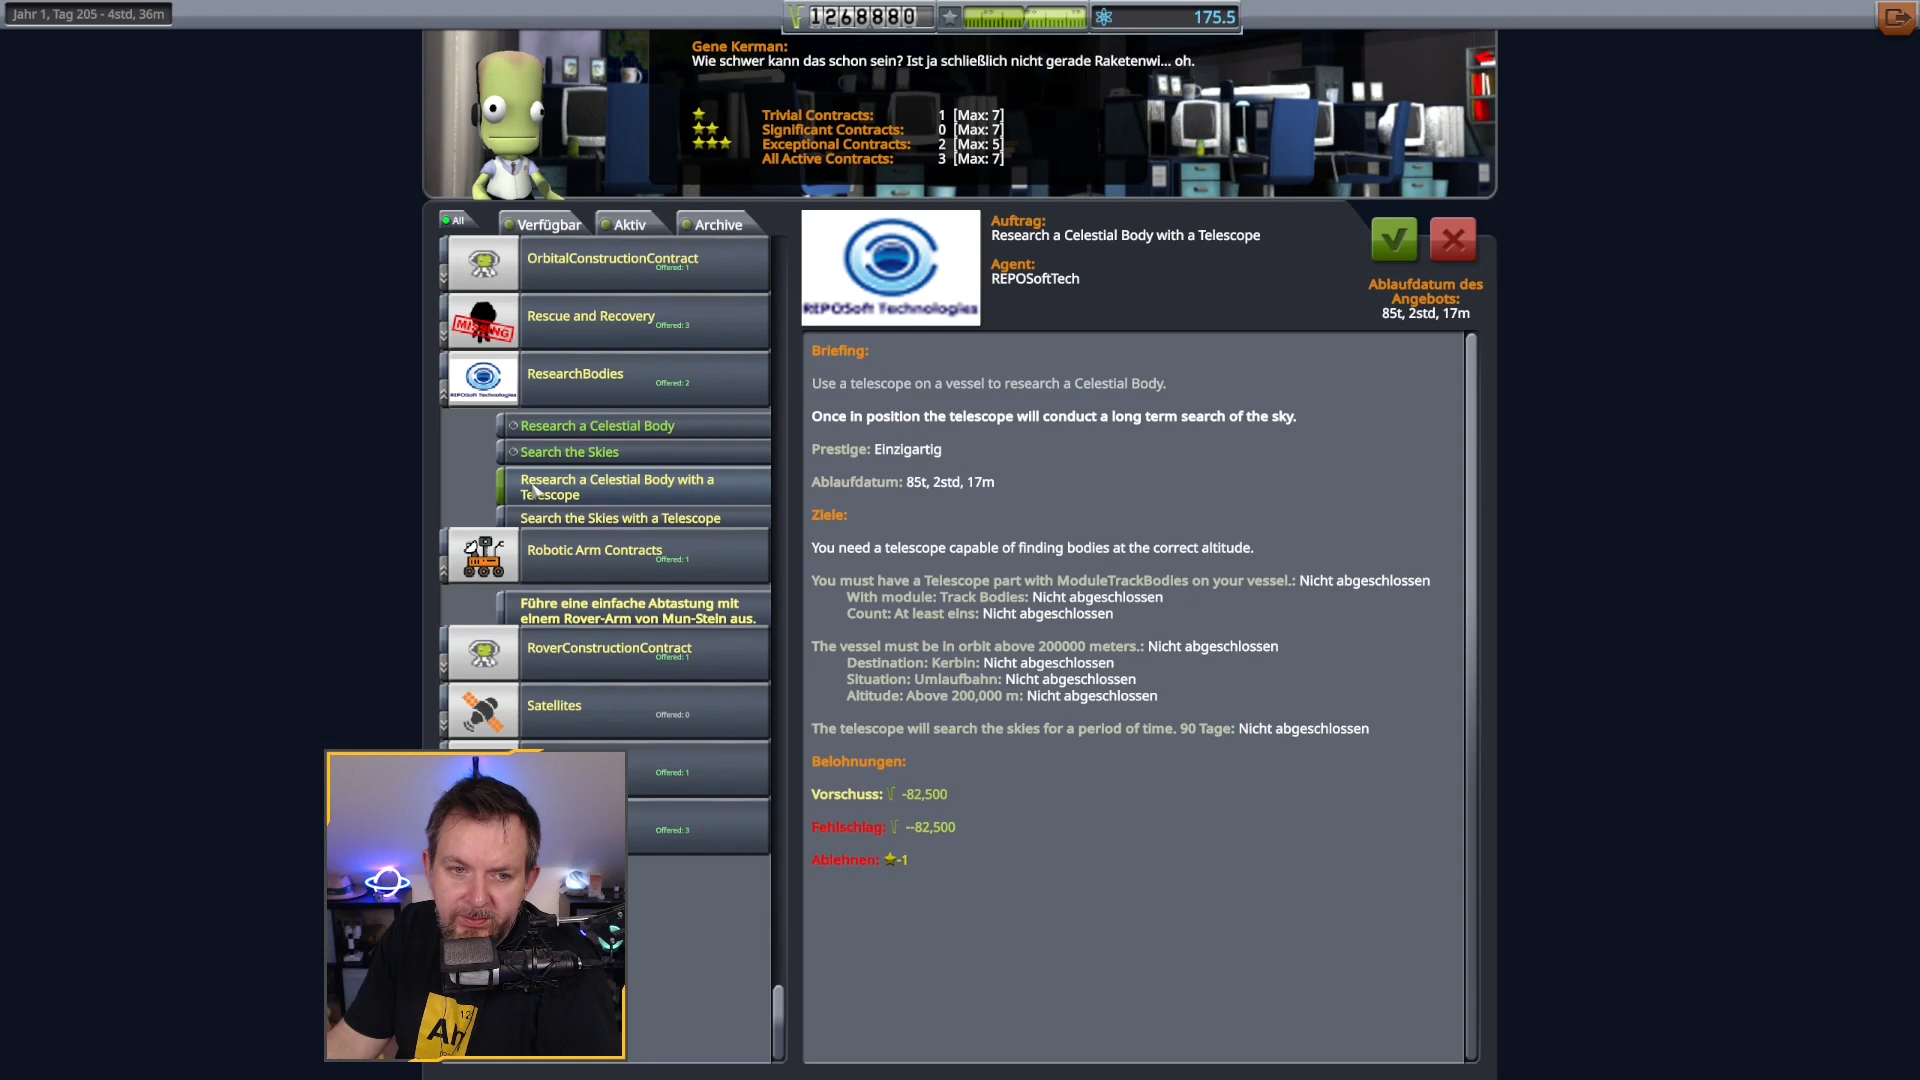 Jahr 1, Tag 205 - 4std, 36m
1268880
175.5
Gene Kerman:
Wie schwer kann das schon sein? Ist ja schließlich nicht gerade Raketenwi... oh.
Trivial Contracts: 1 [Max: 7]
Significant Contracts: 0 [Max: 7]
Exceptional Contracts: 2 [Max: 5]
All Active Contracts: 3 [Max: 7]
All
Verfügbar
Aktiv
Archive
OrbitalConstructionContract
Offered: 1
MISSING
Rescue and Recovery
Offered: 3
REPOSoft Technologies
ResearchBodies
Offered: 2
Research a Celestial Body
Search the Skies
Research a Celestial Body with a
Telescope
Search the Skies with a Telescope
Robotic Arm Contracts
Offered: 1
Führe eine einfache Abtastung mit
einem Rover-Arm von Mun-Stein aus.
RoverConstructionContract
Offered: 1
Satellites
Offered: 0
Offered: 1
Offered: 3
12
An
REPOSoft Technologies
Auftrag:
Research a Celestial Body with a Telescope
Agent:
REPOSoftTech
Ablaufdatum des
Angebots:
85t, 2std, 17m
Briefing:
Use a telescope on a vessel to research a Celestial Body.
Once in position the telescope will conduct a long term search of the sky.
Prestige: Einzigartig
Ablaufdatum: 85t, 2std, 17m
Ziele:
You need a telescope capable of finding bodies at the correct altitude.
You must have a Telescope part with ModuleTrackBodies on your vessel.: Nicht abgeschlossen
With module: Track Bodies: Nicht abgeschlossen
Count: At least eins: Nicht abgeschlossen
The vessel must be in orbit above 200000 meters.: Nicht abgeschlossen
Destination: Kerbin: Nicht abgeschlossen
Situation: Umlaufbahn: Nicht abgeschlossen
Altitude: Above 200,000 m: Nicht abgeschlossen
The telescope will search the skies for a period of time. 90 Tage: Nicht abgeschlossen
Belohnungen:
Vorschuss: -82,500
Fehlschlag: --82,500
Ablehnen: -1